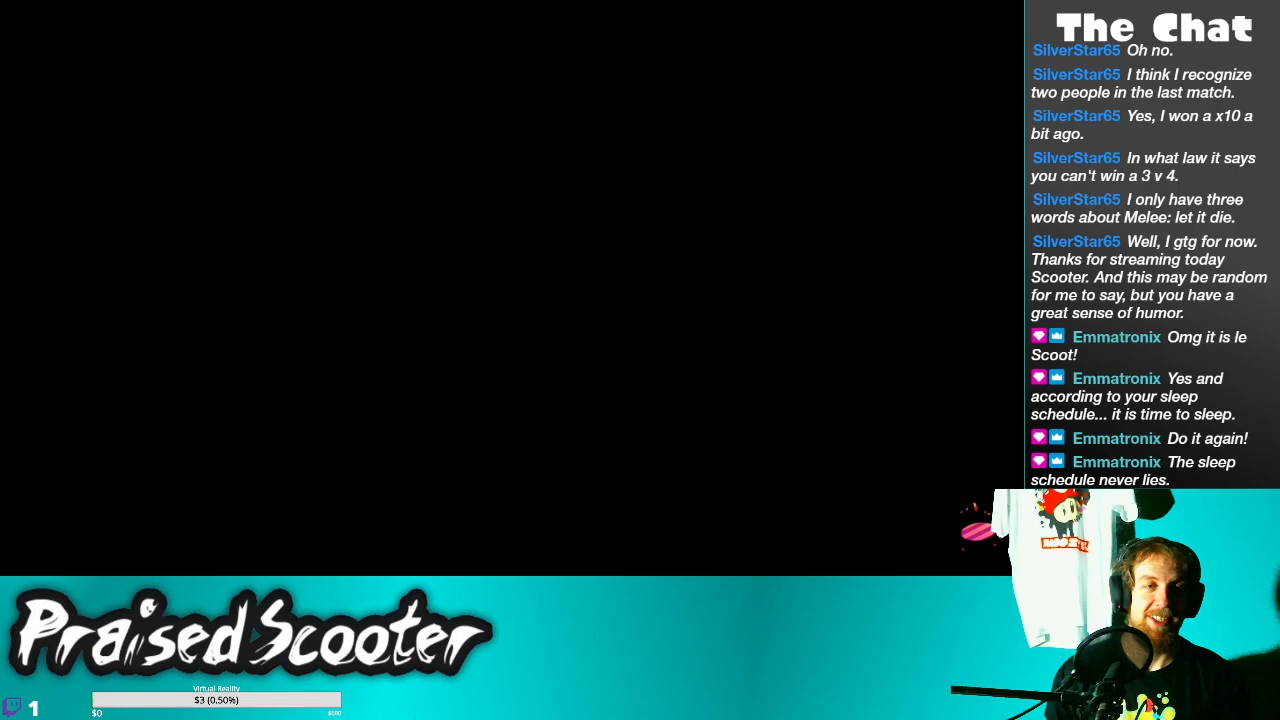 The Chat
SilverStar65 Oh no.
SilverStar65 I think I recognize
two people in the last match.
SilverStar65 Yes, I won a x10 a
bit ago.
SilverStar65 In what law it says
you can't win a 3 v 4.
SilverStar65 I only have three
words about Melee: let it die.
SilverStar65 Well, I gtg for now.
Thanks for streaming today
Scooter. And this may be random
for me to say, but you have a
great sense of humor.
Emmatronix Omg it is le
Scoot!
Emmatronix Yes and
according to your sleep
schedule... it is time to sleep.
Emmatronix Do it again!
Emmatronix The sleep
schedule never lies.
PraisedScooter
Virtual Reality
$3 (0.50%)
$0
$600
1